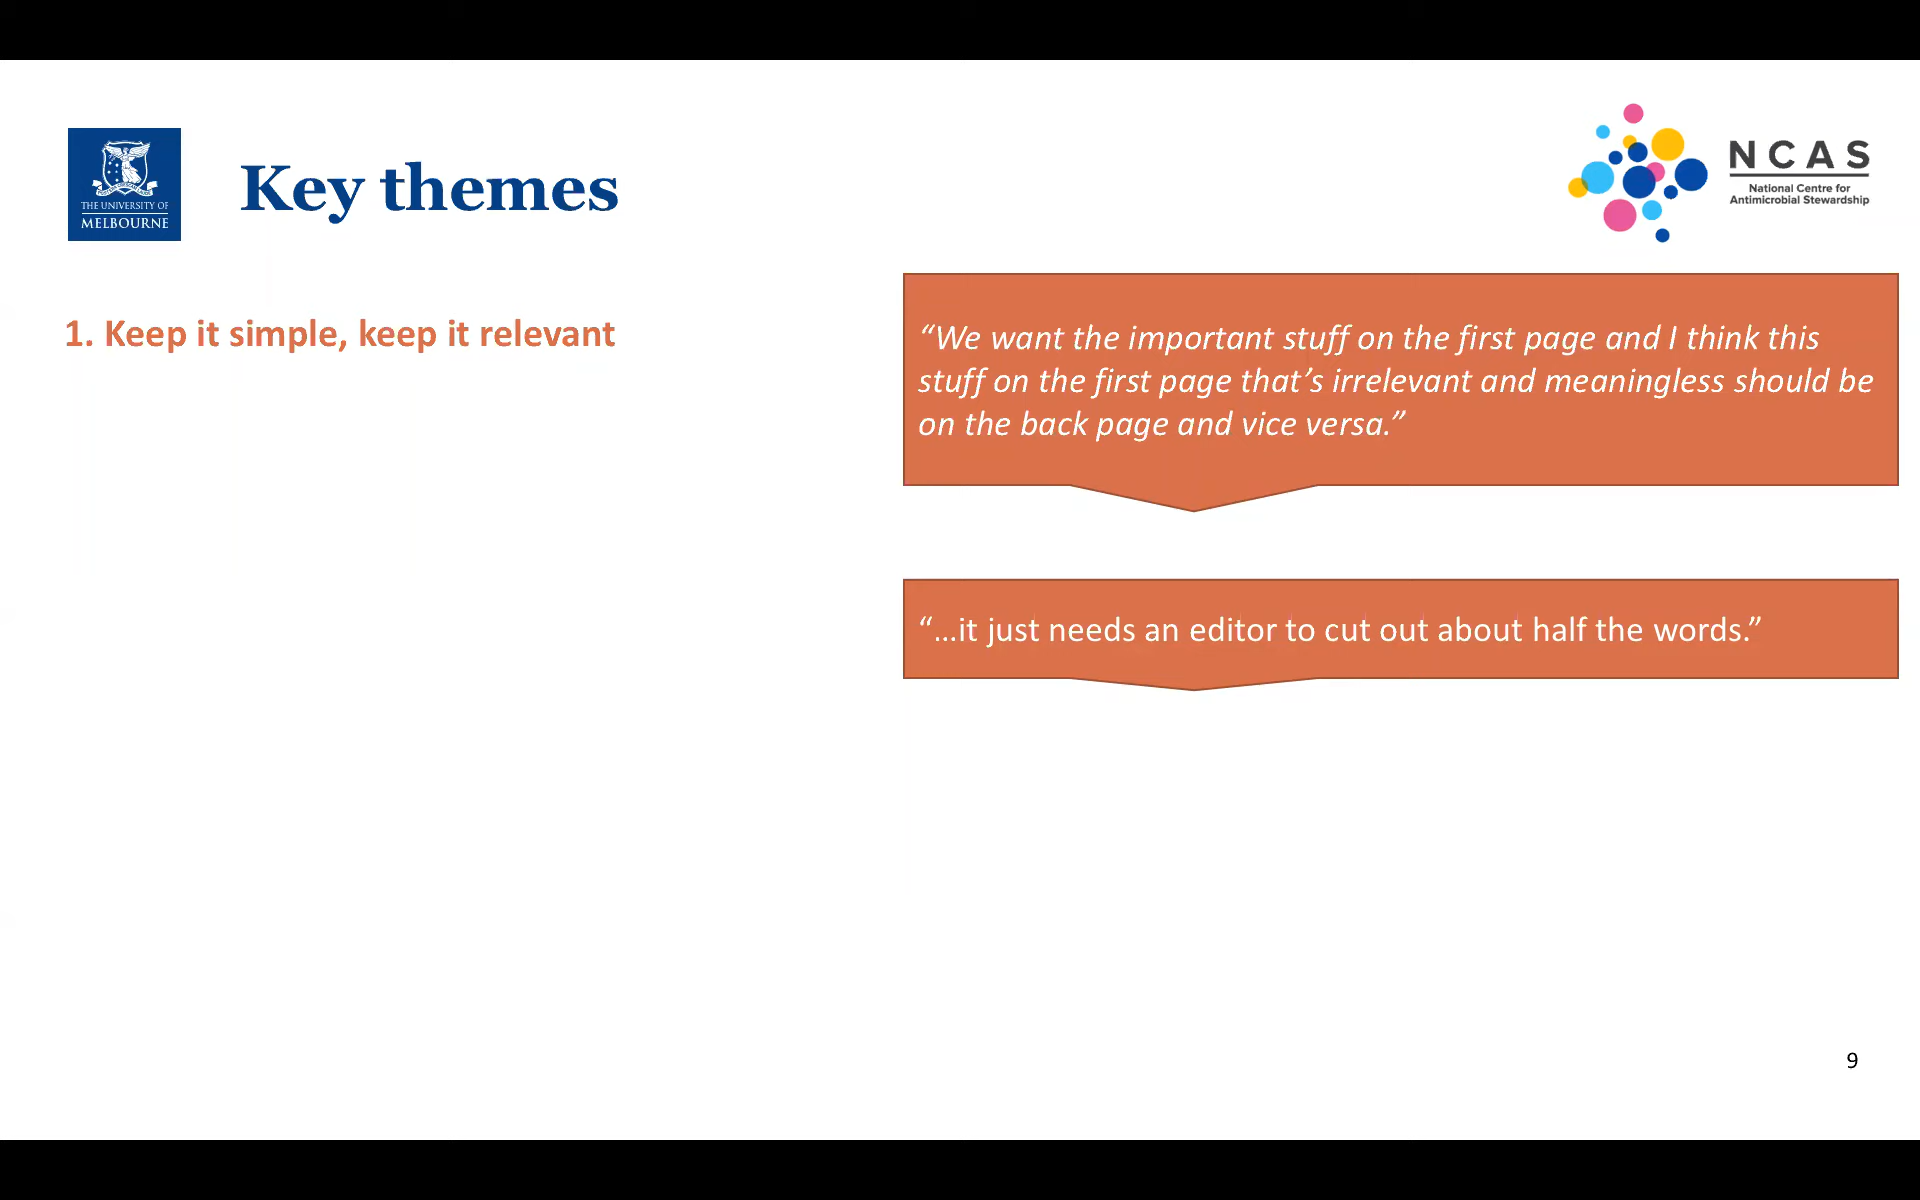 THE UNIVERSITY OF
MELBOURNE
Key themes
NCAS
National Centre for
Antimicrobial Stewardship
1. Keep it simple, keep it relevant
“We want the important stuff on the first page and I think this
stuff on the first page that’s irrelevant and meaningless should be
on the back page and vice versa.”
“…it just needs an editor to cut out about half the words.”
9